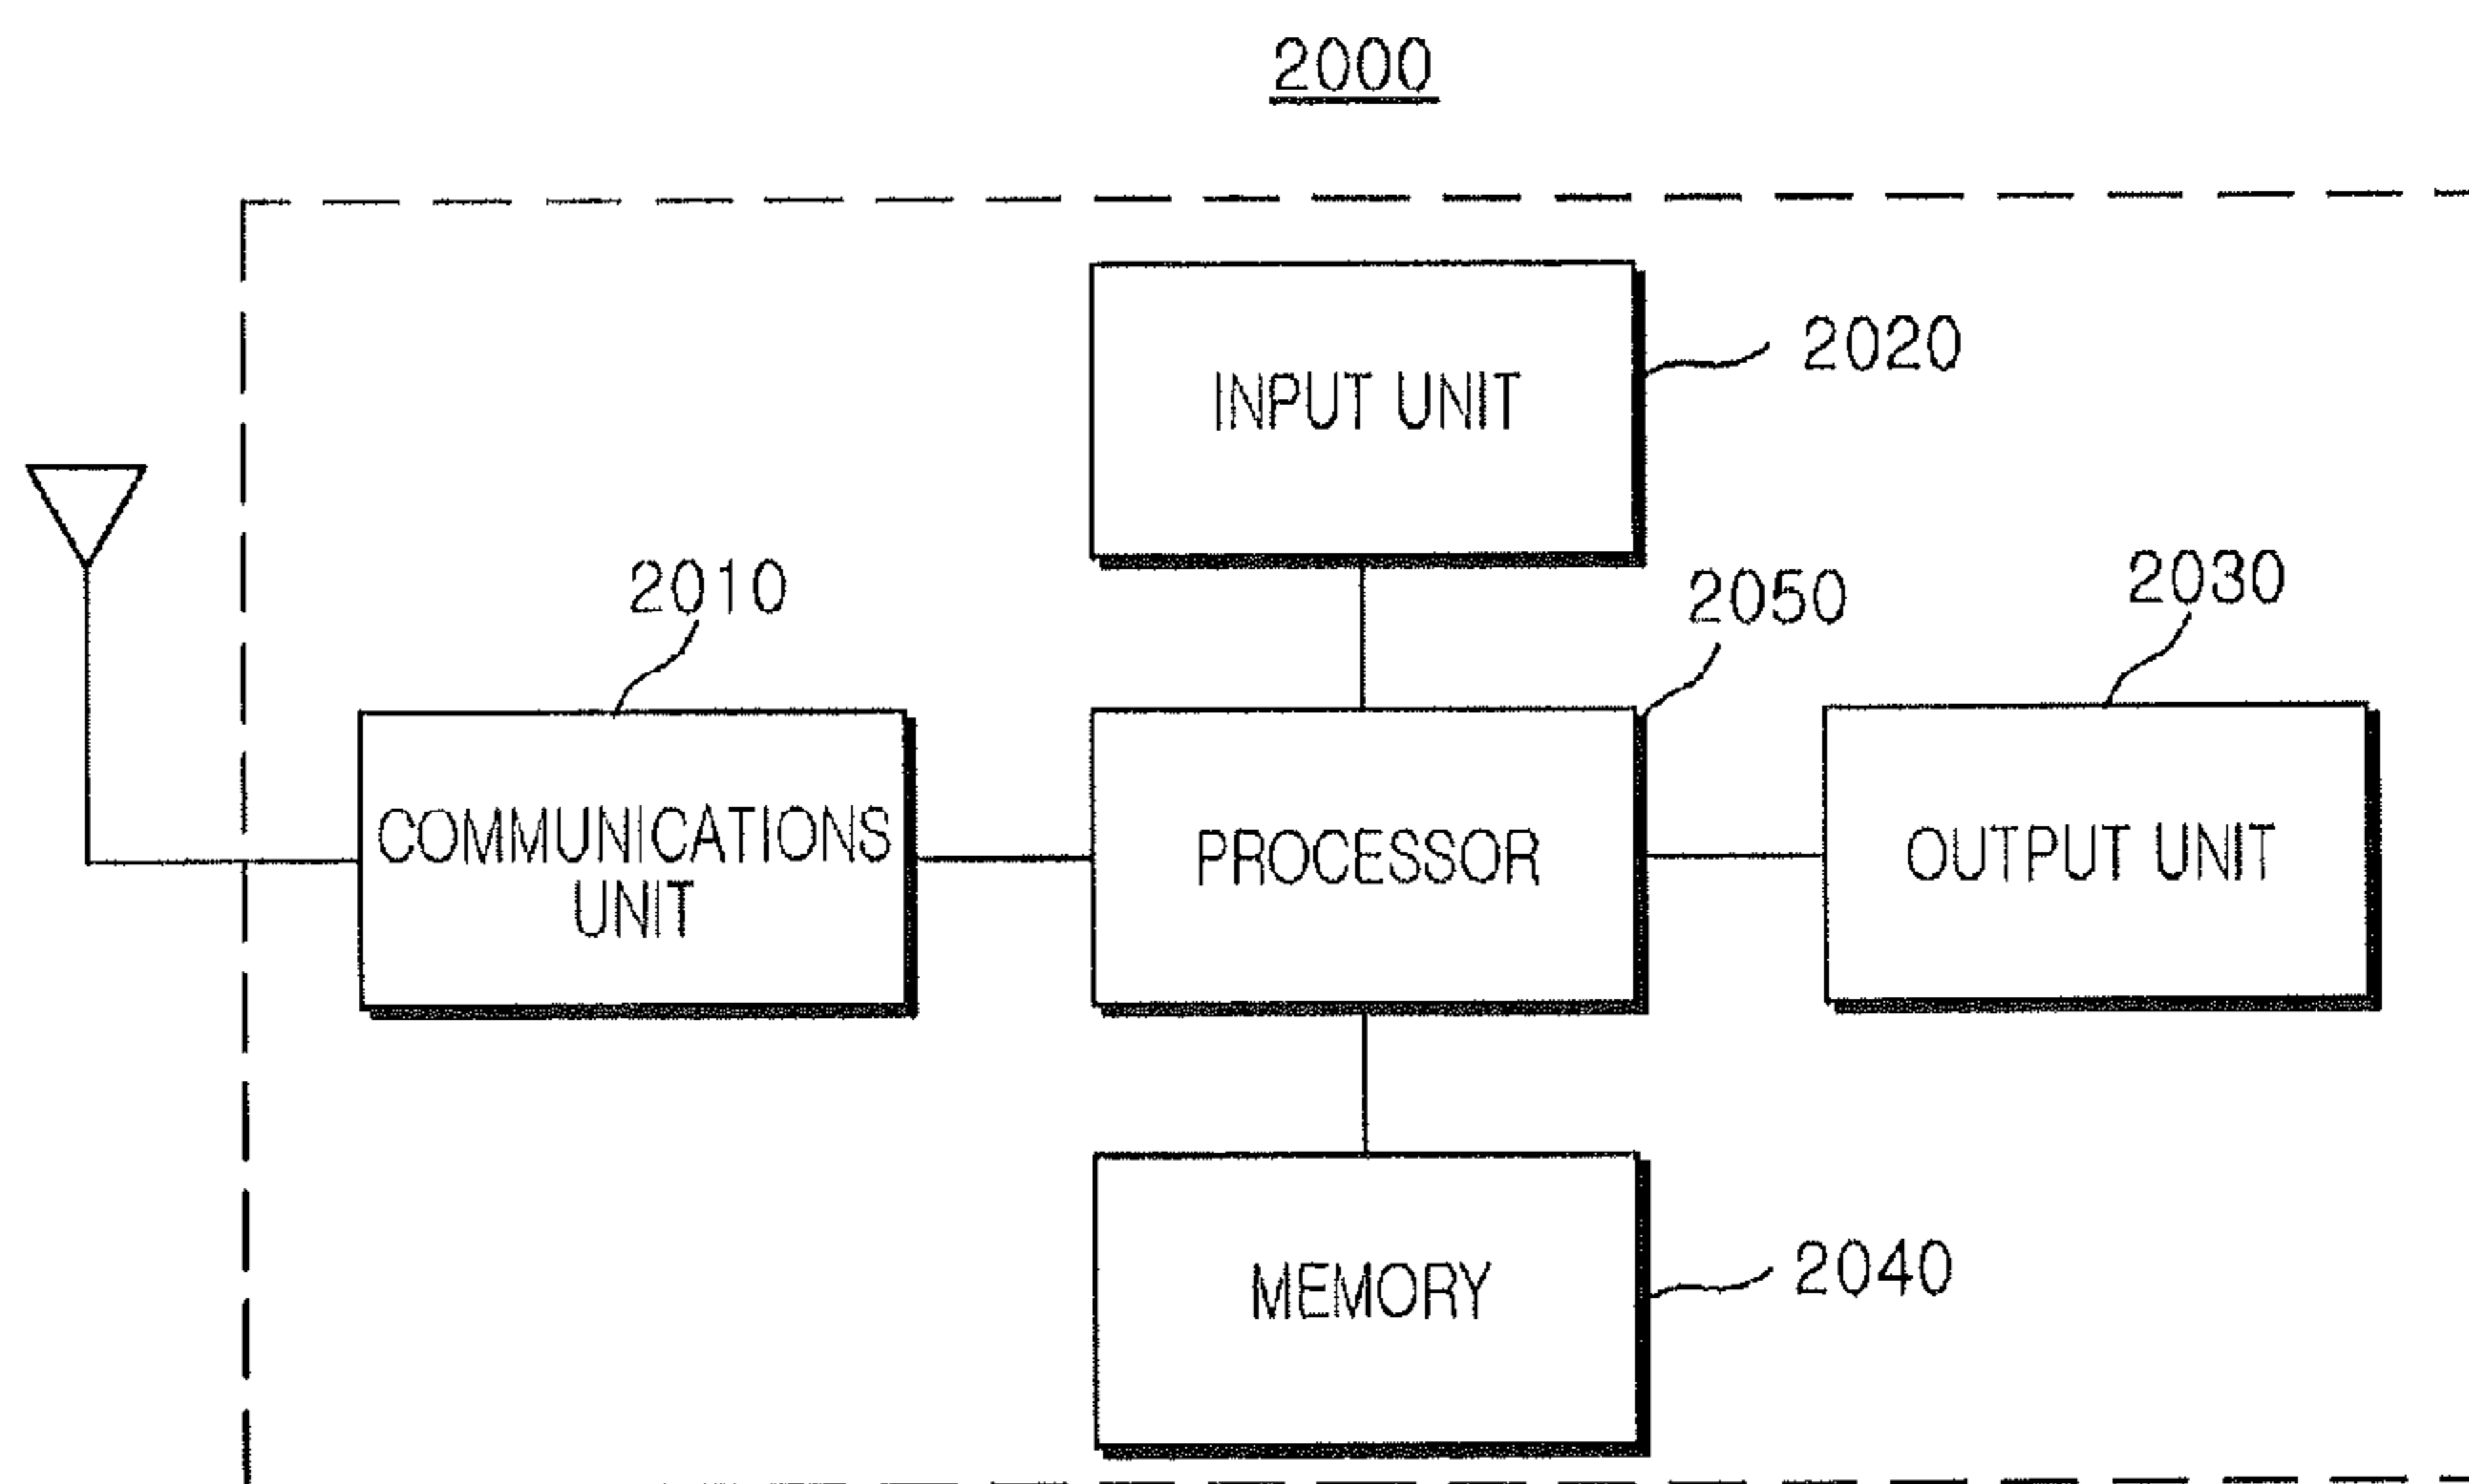 2000
INPUT UNIT
2020
2010
2050
2030
COMMUNICATIONS
UNIT
PROCESSOR
OUTPUT UNIT
MEMORY
2040